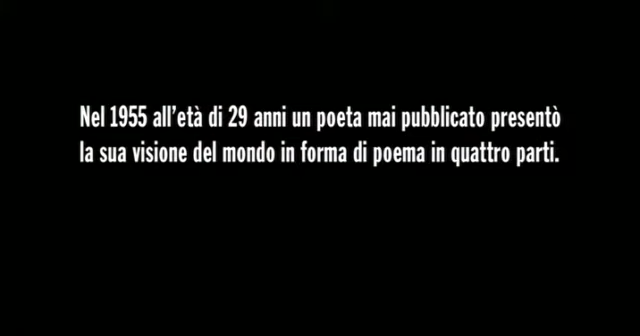 Nel 1955 all’età di 29 anni un poeta mai pubblicato presentò
la sua visione del mondo in forma di poema in quattro parti.